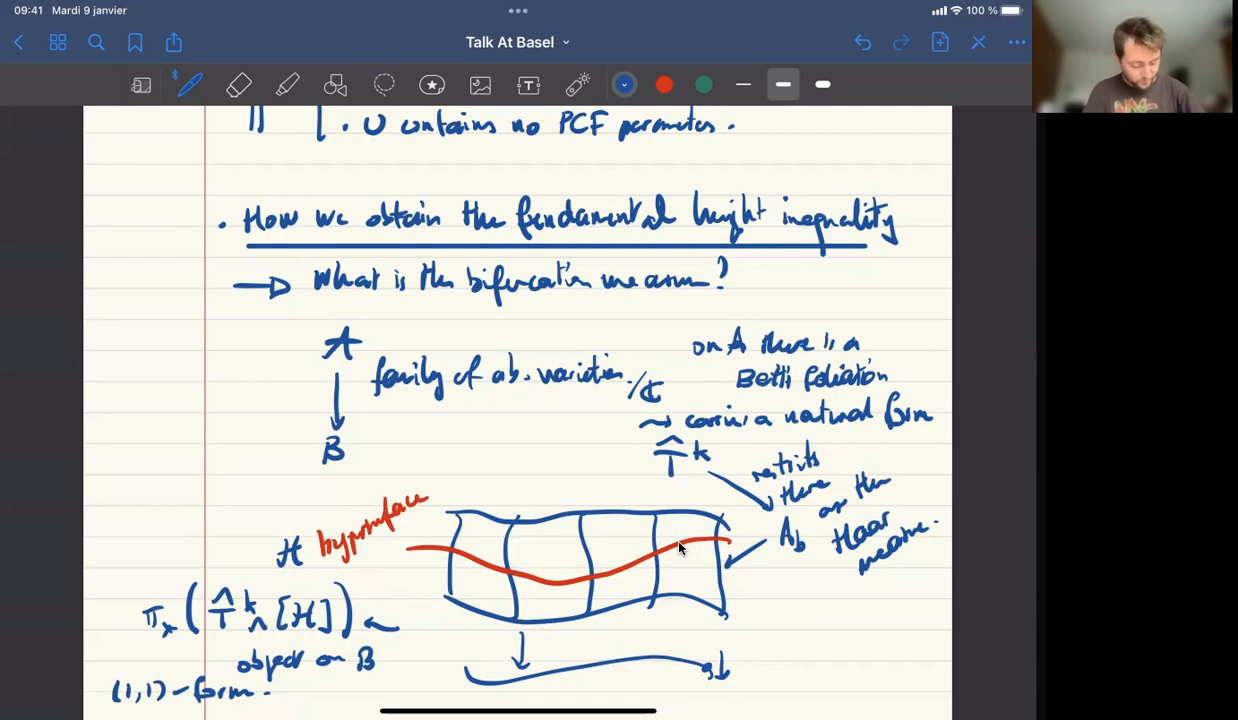 09:41 Mardi 9 janvier
100 %
Talk At Basel
. U contains no PCF parameter.
. How we obtain the fundamental height inequality
→ What is the bifurcation measure?
A
family of ab. varieties /ℂ
B
on A there is a
Betti foliation
⇝ carries a natural form
T̂^k
restricts
there
as the
Haar
measure.
A_b
H hypersurface
π_* ( T̂^k ∧ [H] ) ←
object on B
(1,1)-form.